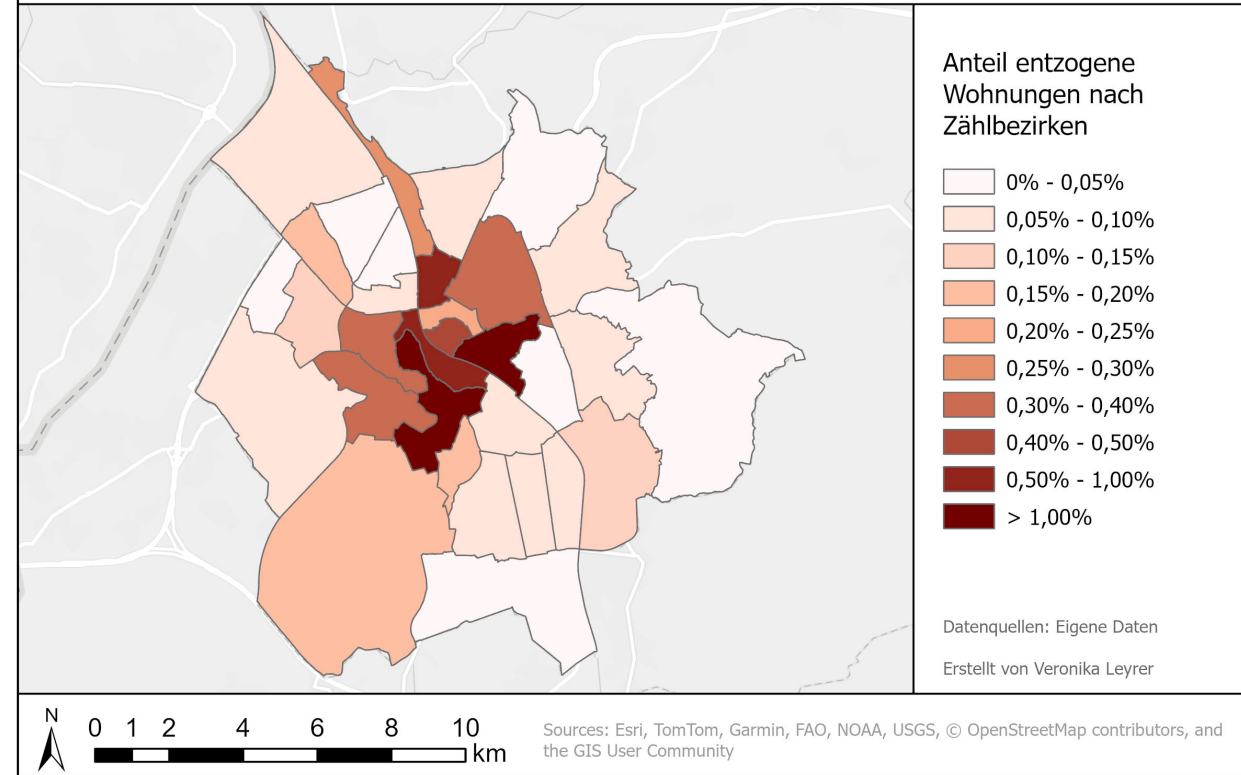 Anteil entzogene
Wohnungen nach
Zählbezirken
0% - 0,05%
0,05% - 0,10%
0,10% - 0,15%
0,15% - 0,20%
0,20% - 0,25%
0,25% - 0,30%
0,30% - 0,40%
0,40% - 0,50%
0,50% - 1,00%
> 1,00%
Datenquellen: Eigene Daten
Erstellt von Veronika Leyrer
N
0 1 2 4 6 8 10
km
Sources: Esri, TomTom, Garmin, FAO, NOAA, USGS, © OpenStreetMap contributors, and
the GIS User Community